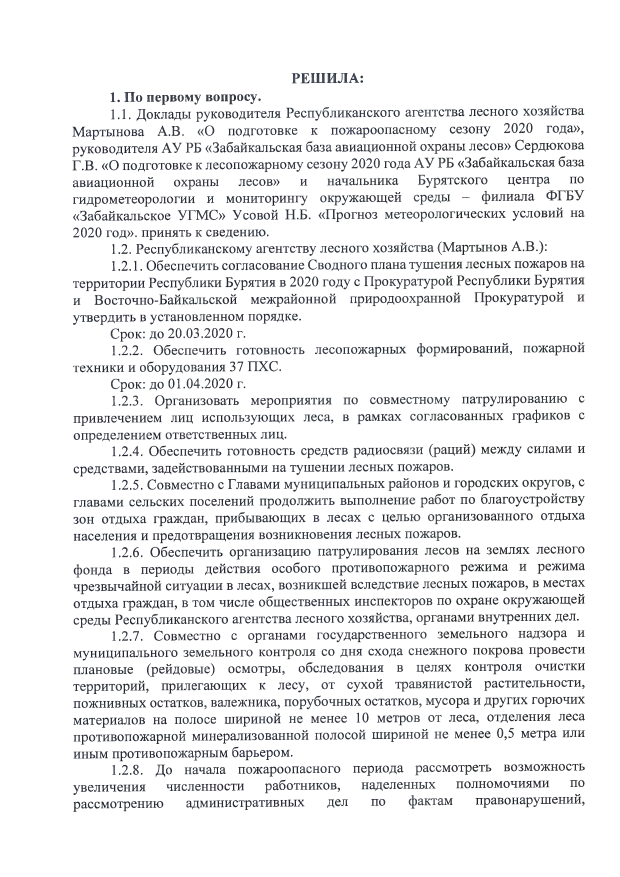 РЕШИЛА:
1. По первому вопросу.
1.1. Доклады руководителя Республиканского агентства лесного хозяйства
Мартынова А.В. «О подготовке к пожароопасному сезону 2020 года»,
руководителя АУ РБ «Забайкальская база авиационной охраны лесов» Сердюкова
Г.В. «О подготовке к лесопожарному сезону 2020 года АУ РБ «Забайкальская база
авиационной охраны лесов» и начальника Бурятского центра по
гидрометеорологии и мониторингу окружающей среды – филиала ФГБУ
«Забайкальское УГМС» Усовой Н.Б. «Прогноз метеорологических условий на
2020 год». принять к сведению.
1.2. Республиканскому агентству лесного хозяйства (Мартынов А.В.):
1.2.1. Обеспечить согласование Сводного плана тушения лесных пожаров на
территории Республики Бурятия в 2020 году с Прокуратурой Республики Бурятия
и Восточно-Байкальской межрайонной природоохранной Прокуратурой и
утвердить в установленном порядке.
Срок: до 20.03.2020 г.
1.2.2. Обеспечить готовность лесопожарных формирований, пожарной
техники и оборудования 37 ПХС.
Срок: до 01.04.2020 г.
1.2.3. Организовать мероприятия по совместному патрулированию с
привлечением лиц использующих леса, в рамках согласованных графиков с
определением ответственных лиц.
1.2.4. Обеспечить готовность средств радиосвязи (раций) между силами и
средствами, задействованными на тушении лесных пожаров.
1.2.5. Совместно с Главами муниципальных районов и городских округов, с
главами сельских поселений продолжить выполнение работ по благоустройству
зон отдыха граждан, прибывающих в лесах с целью организованного отдыха
населения и предотвращения возникновения лесных пожаров.
1.2.6. Обеспечить организацию патрулирования лесов на землях лесного
фонда в периоды действия особого противопожарного режима и режима
чрезвычайной ситуации в лесах, возникшей вследствие лесных пожаров, в местах
отдыха граждан, в том числе общественных инспекторов по охране окружающей
среды Республиканского агентства лесного хозяйства, органами внутренних дел.
1.2.7. Совместно с органами государственного земельного надзора и
муниципального земельного контроля со дня схода снежного покрова провести
плановые (рейдовые) осмотры, обследования в целях контроля очистки
территорий, прилегающих к лесу, от сухой травянистой растительности,
пожнивных остатков, валежника, порубочных остатков, мусора и других горючих
материалов на полосе шириной не менее 10 метров от леса, отделения леса
противопожарной минерализованной полосой шириной не менее 0,5 метра или
иным противопожарным барьером.
1.2.8. До начала пожароопасного периода рассмотреть возможность
увеличения численности работников, наделенных полномочиями по
рассмотрению административных дел по фактам правонарушений,